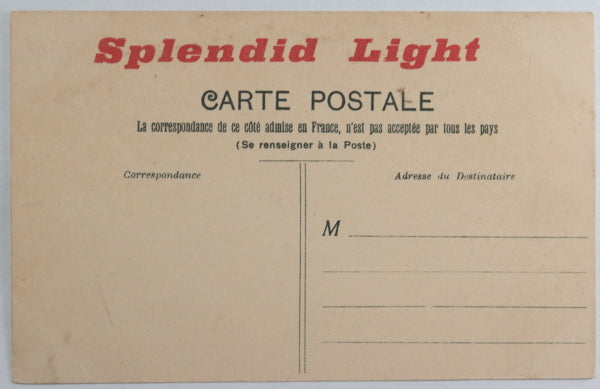 Splendid Light
CARTE POSTALE
La correspondance de ce côté admise en France, n'est pas acceptée par tous les pays
(Se renseigner à la Poste)
Correspondance
Adresse du Destinataire
M